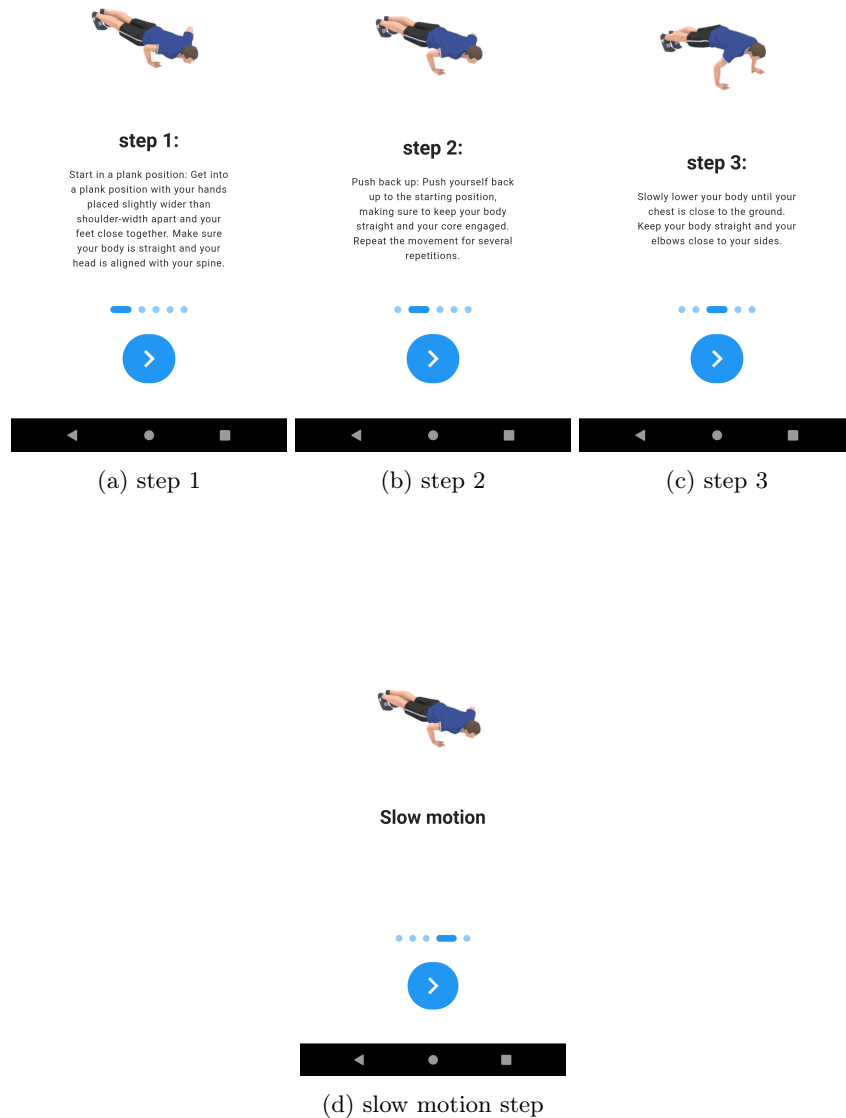 step 1:
Start in a plank position: Get into
a plank position with your hands
placed slightly wider than
shoulder-width apart and your
feet close together. Make sure
your body is straight and your
head is aligned with your spine.
(a) step 1
step 2:
Push back up: Push yourself back
up to the starting position,
making sure to keep your body
straight and your core engaged.
Repeat the movement for several
repetitions.
(b) step 2
step 3:
Slowly lower your body until your
chest is close to the ground.
Keep your body straight and your
elbows close to your sides.
(c) step 3
Slow motion
(d) slow motion step